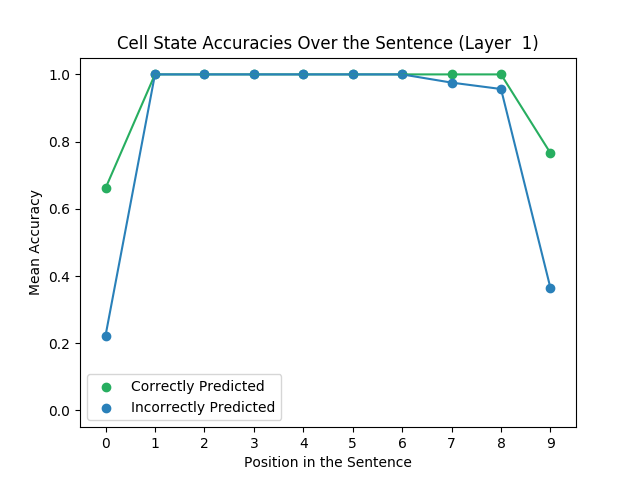 Cell State Accuracies Over the Sentence (Layer  1)
Mean Accuracy
1.0
0.8
0.6
0.4
0.2
0.0
Correctly Predicted
Incorrectly Predicted
0 1 2 3 4 5 6 7 8 9
Position in the Sentence